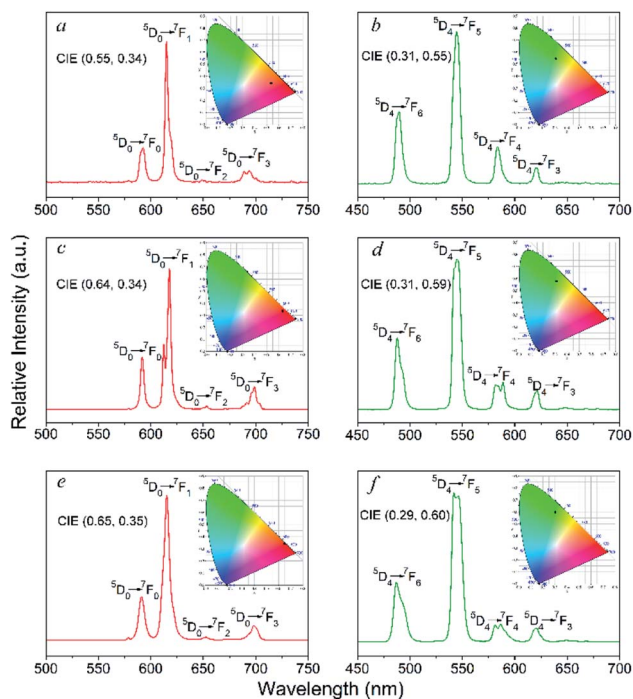 a
CIE (0.55, 0.34)
⁵D₀→⁷F₁
⁵D₀→⁷F₀
⁵D₀→⁷F₂
⁵D₀→⁷F₃
500 550 600 650 700 750
b
CIE (0.31, 0.55)
⁵D₄→⁷F₅
⁵D₄→⁷F₆
⁵D₄→⁷F₄
⁵D₄→⁷F₃
450 500 550 600 650 700
c
CIE (0.64, 0.34)
⁵D₀→⁷F₁
⁵D₀→⁷F₀
⁵D₀→⁷F₂
⁵D₀→⁷F₃
500 550 600 650 700 750
d
CIE (0.31, 0.59)
⁵D₄→⁷F₅
⁵D₄→⁷F₆
⁵D₄→⁷F₄
⁵D₄→⁷F₃
450 500 550 600 650 700
e
CIE (0.65, 0.35)
⁵D₀→⁷F₁
⁵D₀→⁷F₀
⁵D₀→⁷F₂
⁵D₀→⁷F₃
500 550 600 650 700 750
f
CIE (0.29, 0.60)
⁵D₄→⁷F₅
⁵D₄→⁷F₆
⁵D₄→⁷F₄
⁵D₄→⁷F₃
450 500 550 600 650 700
Relative Intensity (a.u.)
Wavelength (nm)